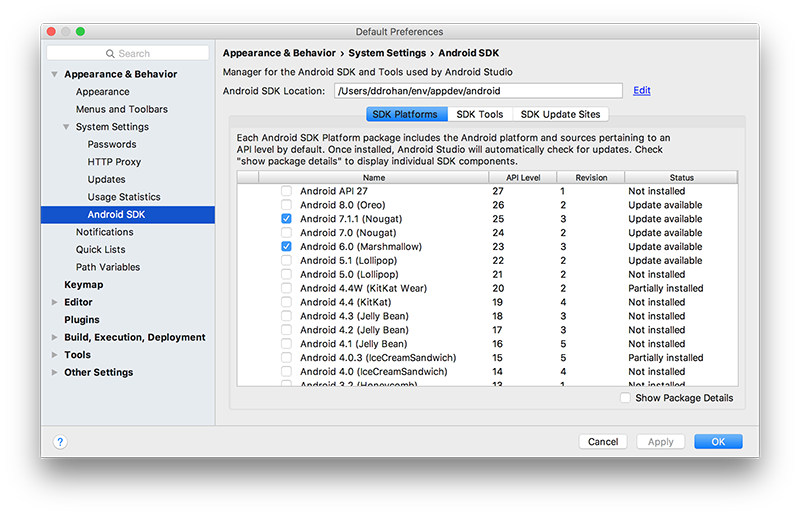 Default Preferences
Search
Appearance & Behavior
Appearance
Menus and Toolbars
System Settings
Passwords
HTTP Proxy
Updates
Usage Statistics
Android SDK
Notifications
Quick Lists
Path Variables
Keymap
Editor
Plugins
Build, Execution, Deployment
Tools
Other Settings
Appearance & Behavior › System Settings › Android SDK
Manager for the Android SDK and Tools used by Android Studio
Android SDK Location: /Users/ddrohan/env/appdev/android Edit
SDK Platforms SDK Tools SDK Update Sites
Each Android SDK Platform package includes the Android platform and sources pertaining to an
API level by default. Once installed, Android Studio will automatically check for updates. Check
"show package details" to display individual SDK components.
Name API Level Revision Status
Android API 27 27 1 Not installed
Android 8.0 (Oreo) 26 2 Update available
Android 7.1.1 (Nougat) 25 3 Update available
Android 7.0 (Nougat) 24 2 Update available
Android 6.0 (Marshmallow) 23 3 Update available
Android 5.1 (Lollipop) 22 2 Update available
Android 5.0 (Lollipop) 21 2 Not installed
Android 4.4W (KitKat Wear) 20 2 Partially installed
Android 4.4 (KitKat) 19 4 Not installed
Android 4.3 (Jelly Bean) 18 3 Not installed
Android 4.2 (Jelly Bean) 17 3 Not installed
Android 4.1 (Jelly Bean) 16 5 Not installed
Android 4.0.3 (IceCreamSandwich) 15 5 Partially installed
Android 4.0 (IceCreamSandwich) 14 4 Not installed
Android 3.2 (Honeycomb) 13 1 Not installed
Show Package Details
? Cancel Apply OK